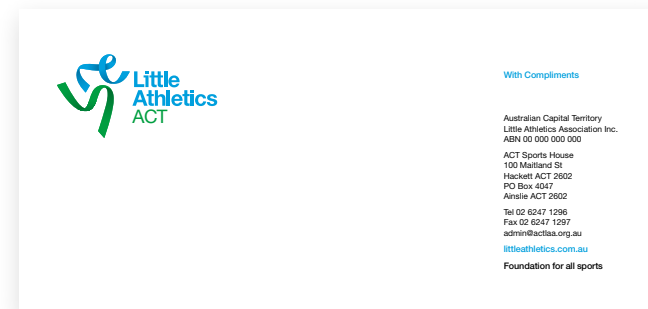 Little
Athletics
ACT
With Compliments
Australian Capital Territory
Little Athletics Association Inc.
ABN 00 000 000 000
ACT Sports House
100 Maitland St
Hackett ACT 2602
PO Box 4047
Ainslie ACT 2602
Tel 02 6247 1296
Fax 02 6247 1297
admin@actlaa.org.au
littleathletics.com.au
Foundation for all sports